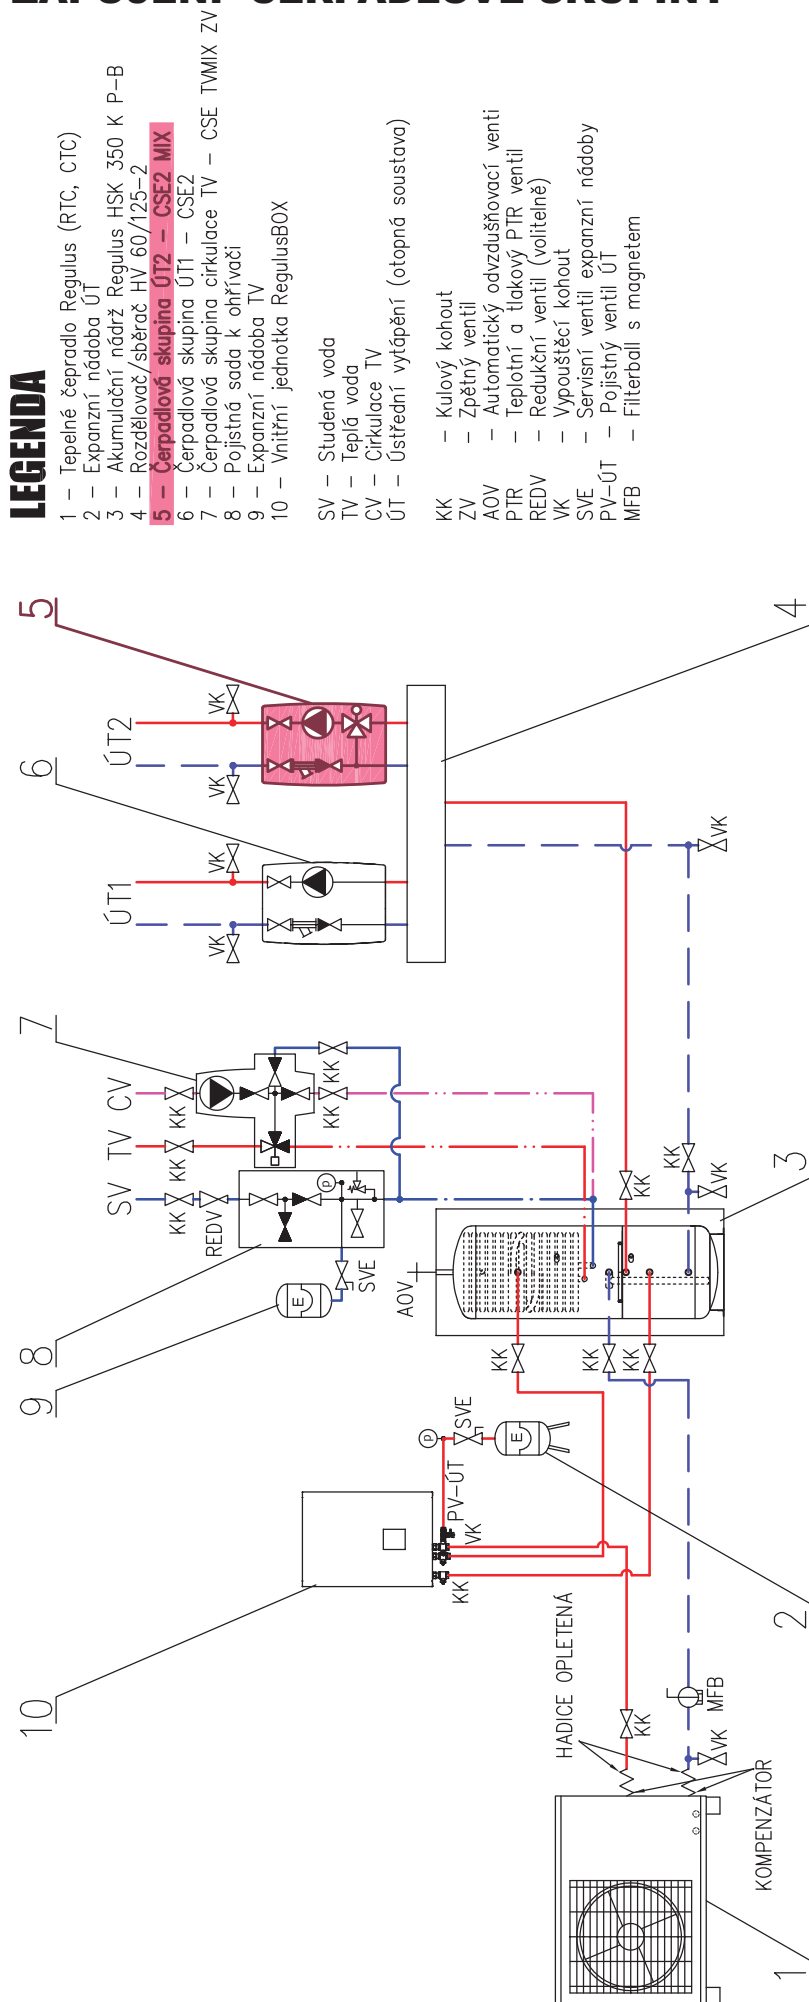 LEGENDA
1 – Tepelné čepradlo Regulus (RTC, CTC)
2 – Expanzní nádoba ÚT
3 – Akumulační nádrž Regulus HSK 350 K P–B
4 – Rozdělovač/sběrač HV 60/125–2
5 – Čerpadlová skupina ÚT2 – CSE2 MIX
6 – Čerpadlová skupina ÚT1 – CSE2
7 – Čerpadlová skupina cirkulace TV – CSE TVMIX ZV
8 – Pojistná sada k ohřívači
9 – Expanzní nádoba TV
10 – Vnitřní jednotka RegulusBOX
SV – Studená voda
TV – Teplá voda
CV – Cirkulace TV
ÚT – Ústřední vytápění (otopná soustava)
KK – Kulový kohout
ZV – Zpětný ventil
AOV – Automatický odvzdušňovací venti
PTR – Teplotní a tlakový PTR ventil
REDV – Redukční ventil (volitelně)
VK – Vypouštěcí kohout
SVE – Servisní ventil expanzní nádoby
PV–ÚT – Pojistný ventil ÚT
MFB – Filterball s magnetem
10
9
8
7
6
5
SV
TV
CV
ÚT1
ÚT2
KK
KK
KK
VK
VK
VK
VK
REDV
KK
KK
P
E
SVE
AOV
P
SVE
E
PV–ÚT
VK
KK
KK
KK
KK
KK
KK
VK
VK
HADICE OPLETENÁ
KK
MFB
VK
KOMPENZÁTOR
1
2
3
4